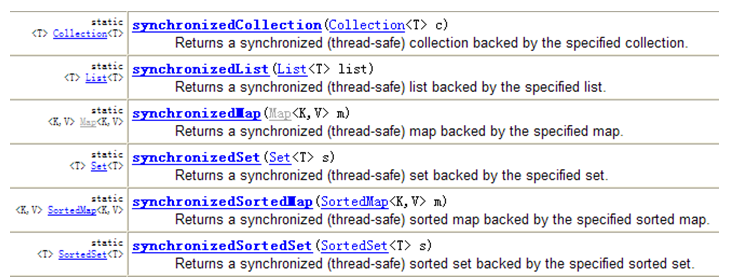 static
<T> Collection<T>
synchronizedCollection(Collection<T> c)
Returns a synchronized (thread-safe) collection backed by the specified collection.
static
<T> List<T>
synchronizedList(List<T> list)
Returns a synchronized (thread-safe) list backed by the specified list.
static
<K,V> Map<K,V>
synchronizedMap(Map<K,V> m)
Returns a synchronized (thread-safe) map backed by the specified map.
static
<T> Set<T>
synchronizedSet(Set<T> s)
Returns a synchronized (thread-safe) set backed by the specified set.
static
<K,V> SortedMap<K,V>
synchronizedSortedMap(SortedMap<K,V> m)
Returns a synchronized (thread-safe) sorted map backed by the specified sorted map.
static
<T> SortedSet<T>
synchronizedSortedSet(SortedSet<T> s)
Returns a synchronized (thread-safe) sorted set backed by the specified sorted set.